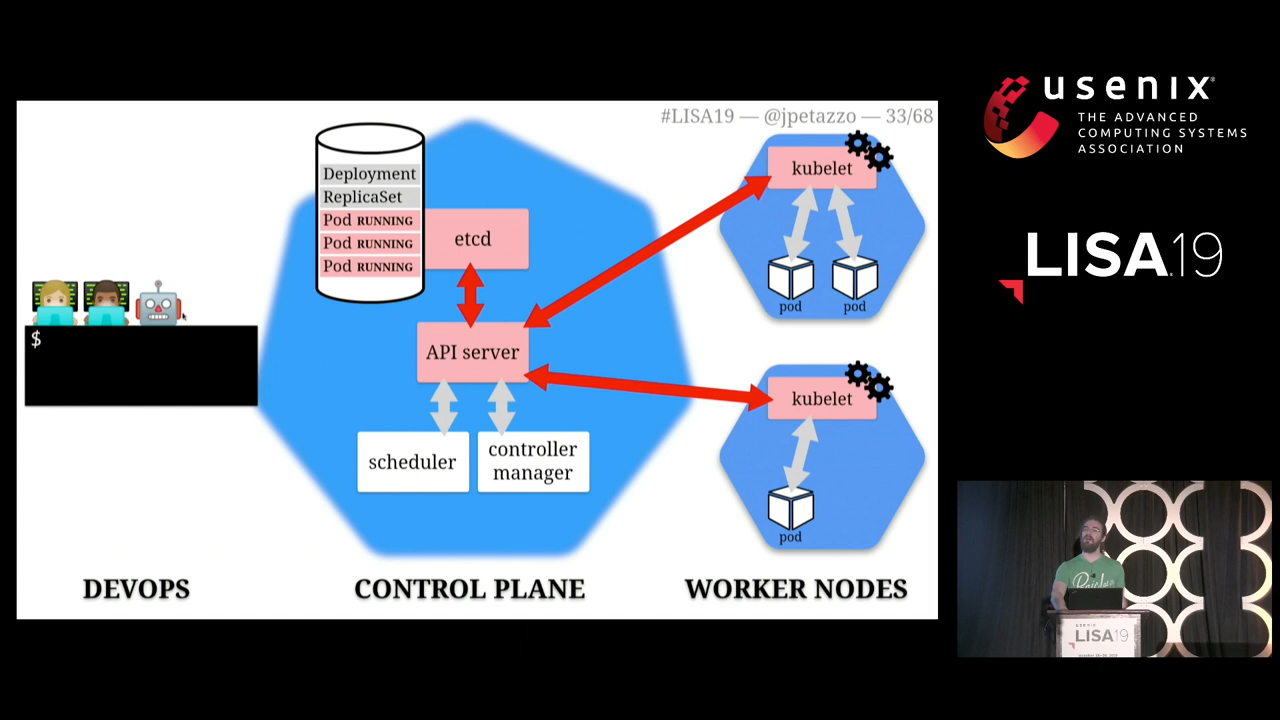 #LISA19 — @jpetazzo — 33/68
Deployment
ReplicaSet
Pod RUNNING
Pod RUNNING
Pod RUNNING
etcd
API server
scheduler
controller
manager
$
kubelet
pod
pod
kubelet
pod
DEVOPS
CONTROL PLANE
WORKER NODES
usenix
THE ADVANCED
COMPUTING SYSTEMS
ASSOCIATION
LISA19
usenix
LISA19